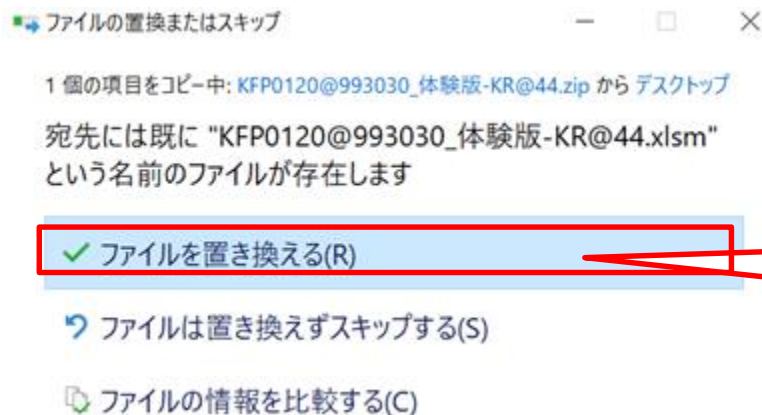 ファイルの置換またはスキップ
1 個の項目をコピー中: KFP0120@993030_体験版-KR@44.zip から デスクトップ
宛先には既に "KFP0120@993030_体験版-KR@44.xlsm"
という名前のファイルが存在します
ファイルを置き換える(R)
ファイルは置き換えずスキップする(S)
ファイルの情報を比較する(C)